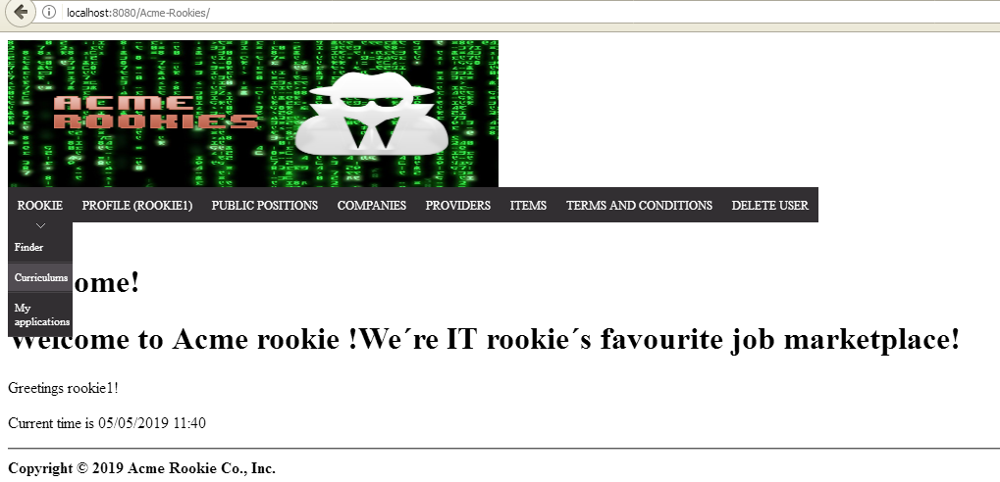 localhost:8080/Acme-Rookies/
ACME
ROOKIES
ROOKIE PROFILE (ROOKIE1) PUBLIC POSITIONS COMPANIES PROVIDERS ITEMS TERMS AND CONDITIONS DELETE USER
Finder
Curriculums
My
applications
ome!
Welcome to Acme rookie !We´re IT rookie´s favourite job marketplace!
Greetings rookie1!
Current time is 05/05/2019 11:40
Copyright © 2019 Acme Rookie Co., Inc.